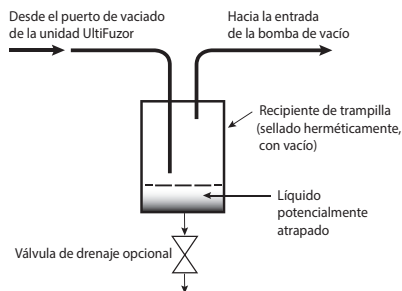 Desde el puerto de vaciado
de la unidad UltiFuzor
Hacia la entrada
de la bomba de vacío
Recipiente de trampilla
(sellado herméticamente,
con vacío)
Líquido
potencialmente
atrapado
Válvula de drenaje opcional